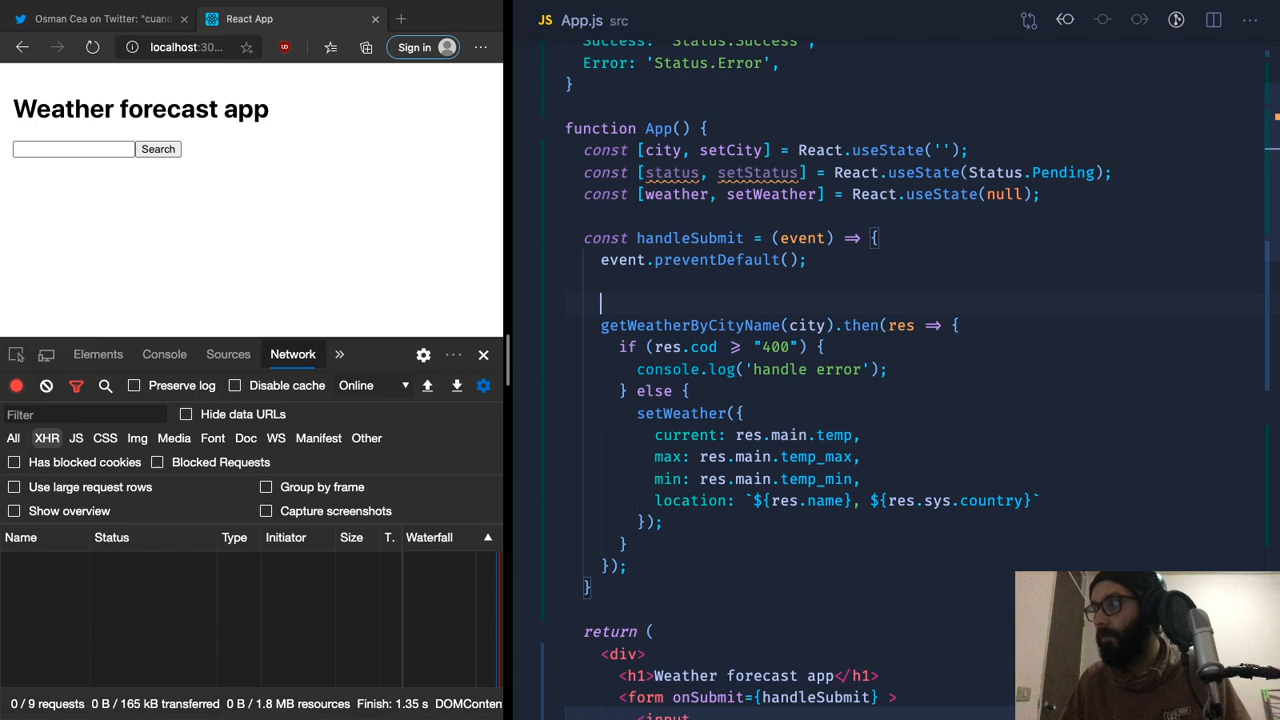 Osman Cea on Twitter: "cuand
React App
localhost:30...
Sign in
Weather forecast app
Search
Elements
Console
Sources
Network
Preserve log
Disable cache
Online
Filter
Hide data URLs
All
XHR
JS
CSS
Img
Media
Font
Doc
WS
Manifest
Other
Has blocked cookies
Blocked Requests
Use large request rows
Group by frame
Show overview
Capture screenshots
Name
Status
Type
Initiator
Size
T.
Waterfall
0 / 9 requests
0 B / 165 kB transferred
0 B / 1.8 MB resources
Finish: 1.35 s
DOMConten
JS App.js src
Success: 'Status.Success',
Error: 'Status.Error',
}
function App() {
const [city, setCity] = React.useState('');
const [status, setStatus] = React.useState(Status.Pending);
const [weather, setWeather] = React.useState(null);
const handleSubmit = (event) => {
event.preventDefault();
getWeatherByCityName(city).then(res => {
if (res.cod >= "400") {
console.log('handle error');
} else {
setWeather({
current: res.main.temp,
max: res.main.temp_max,
min: res.main.temp_min,
location: `${res.name}, ${res.sys.country}`
});
}
});
}
return (
<div>
<h1>Weather forecast app</h1>
<form onSubmit={handleSubmit} >
<input